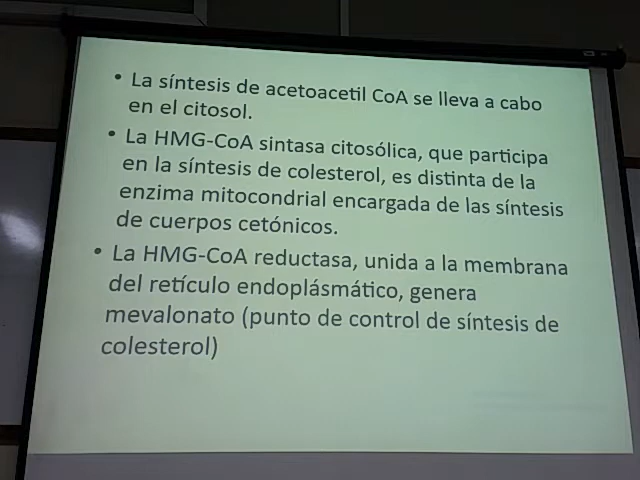 • La síntesis de acetoacetil CoA se lleva a cabo
en el citosol.
• La HMG-CoA sintasa citosólica, que participa
en la síntesis de colesterol, es distinta de la
enzima mitocondrial encargada de las síntesis
de cuerpos cetónicos.
• La HMG-CoA reductasa, unida a la membrana
del retículo endoplásmático, genera
mevalonato (punto de control de síntesis de
colesterol)